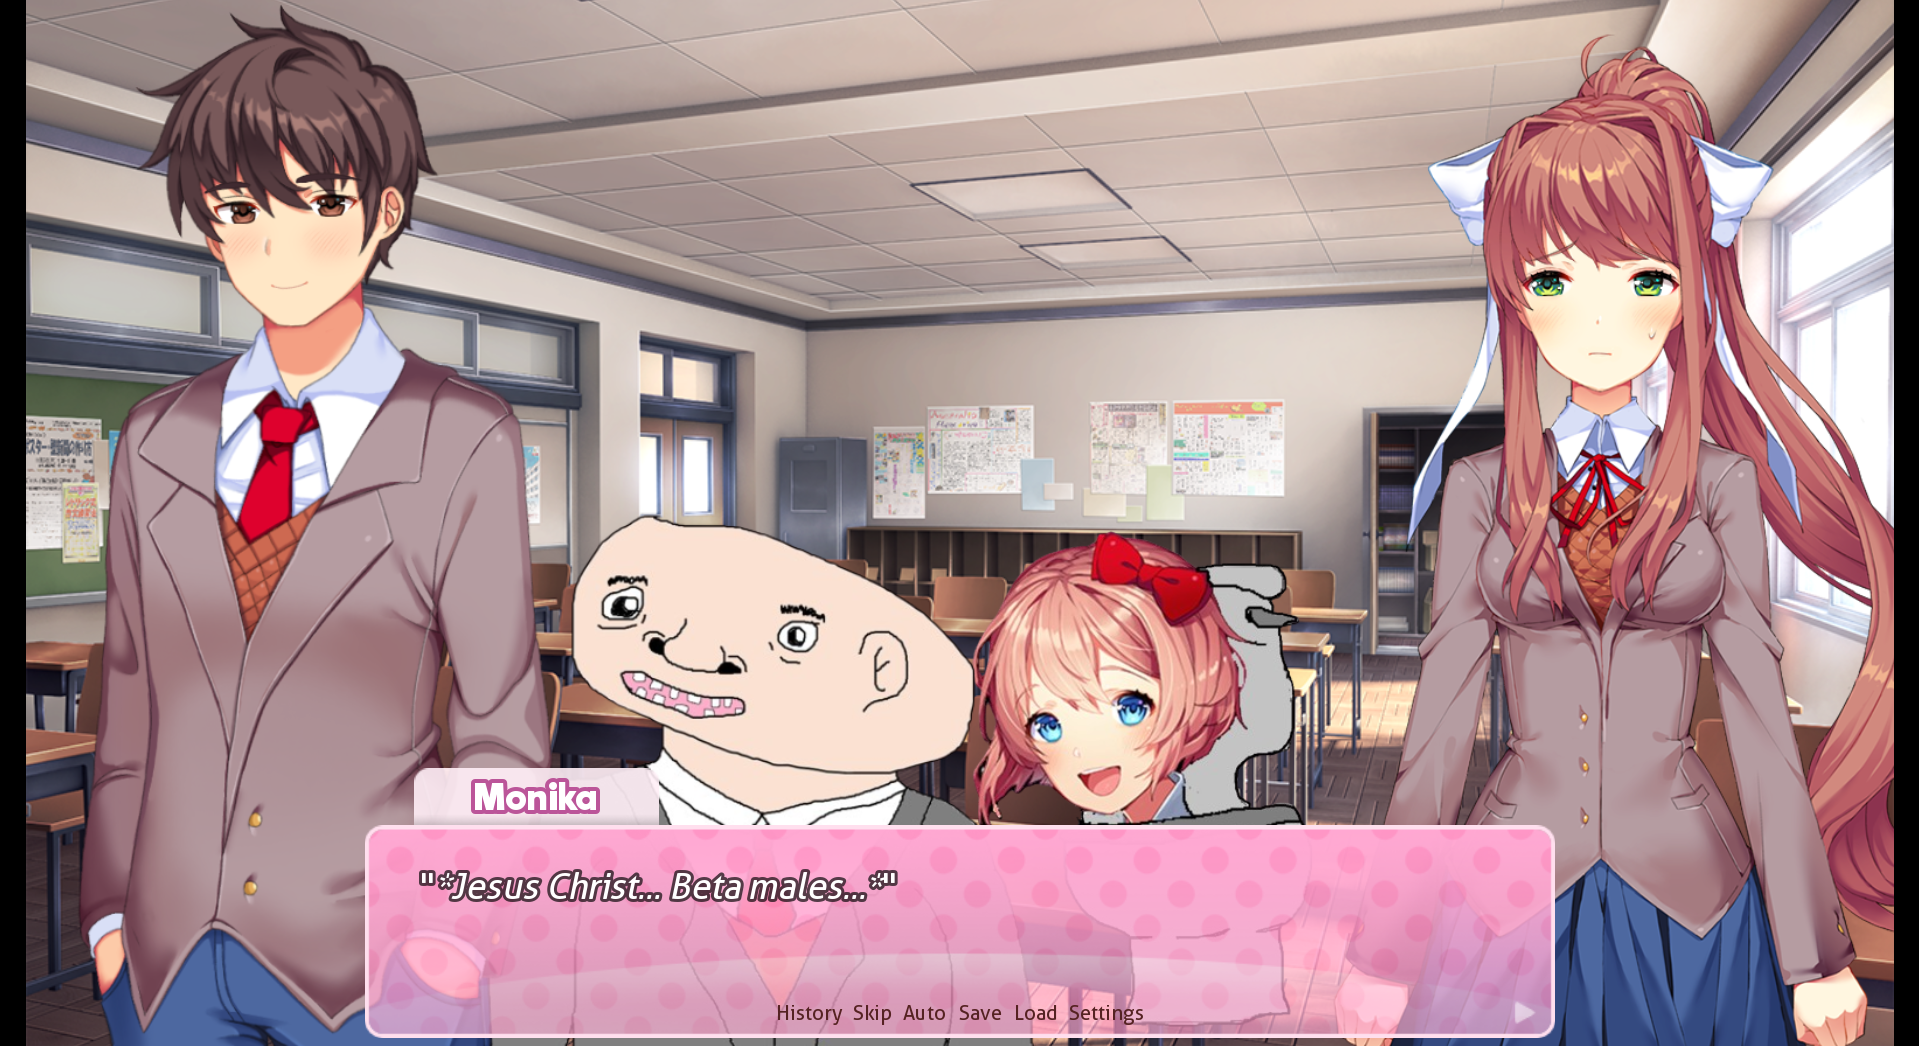 Monika
"*Jesus Christ... Beta males...*"
History Skip Auto Save Load Settings